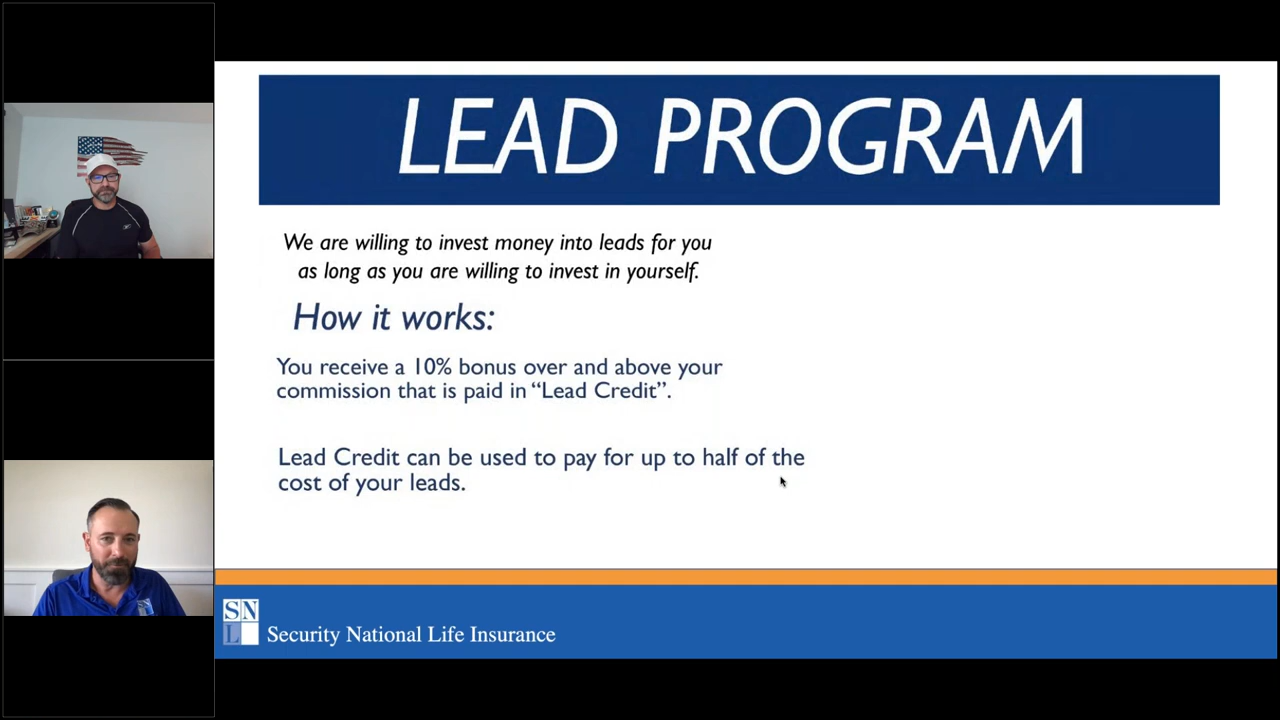 LEAD PROGRAM
We are willing to invest money into leads for you
as long as you are willing to invest in yourself.
How it works:
You receive a 10% bonus over and above your
commission that is paid in “Lead Credit”.
Lead Credit can be used to pay for up to half of the
cost of your leads.
SN
L
Security National Life Insurance